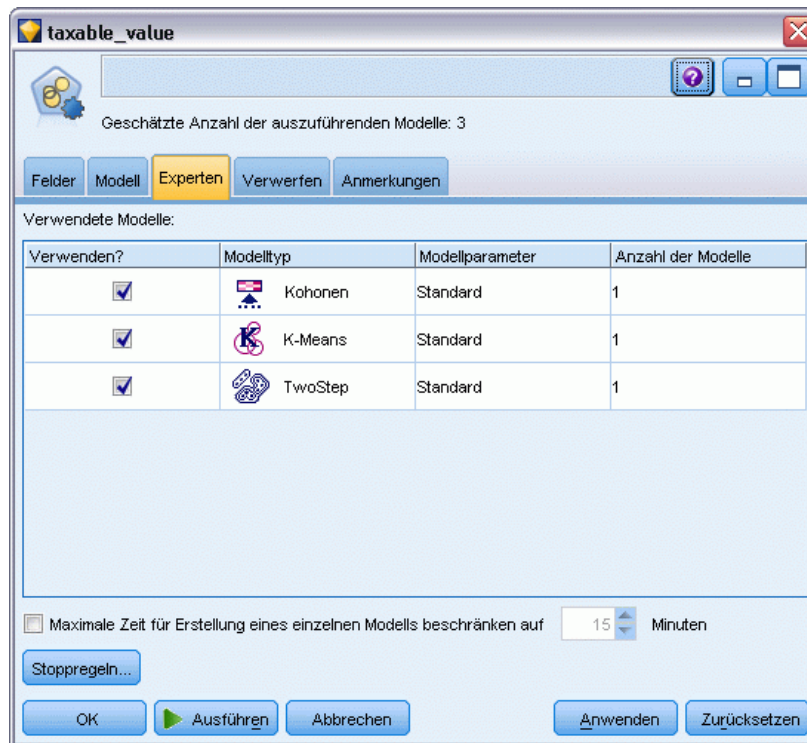 taxable_value
Geschätzte Anzahl der auszuführenden Modelle: 3
Felder Modell Experten Verwerfen Anmerkungen
Verwendete Modelle:
Verwenden? Modelltyp Modellparameter Anzahl der Modelle
Kohonen Standard 1
K-Means Standard 1
TwoStep Standard 1
Maximale Zeit für Erstellung eines einzelnen Modells beschränken auf 15 Minuten
Stoppregeln...
OK Ausführen Abbrechen Anwenden Zurücksetzen